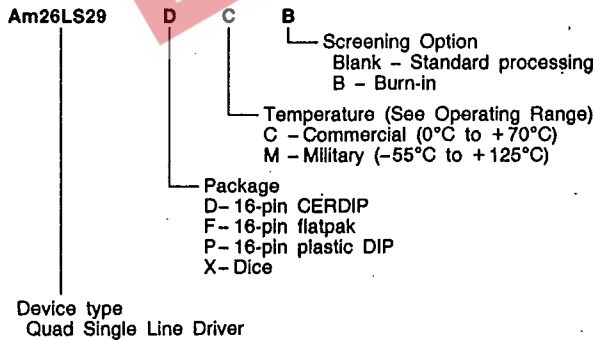 Am26LS29 D C B
Screening Option
Blank – Standard processing
B – Burn-in
Temperature (See Operating Range)
C – Commercial (0°C to +70°C)
M – Military (–55°C to +125°C)
Package
D– 16-pin CERDIP
F– 16-pin flatpak
P– 16-pin plastic DIP
X– Dice
Device type
Quad Single Line Driver